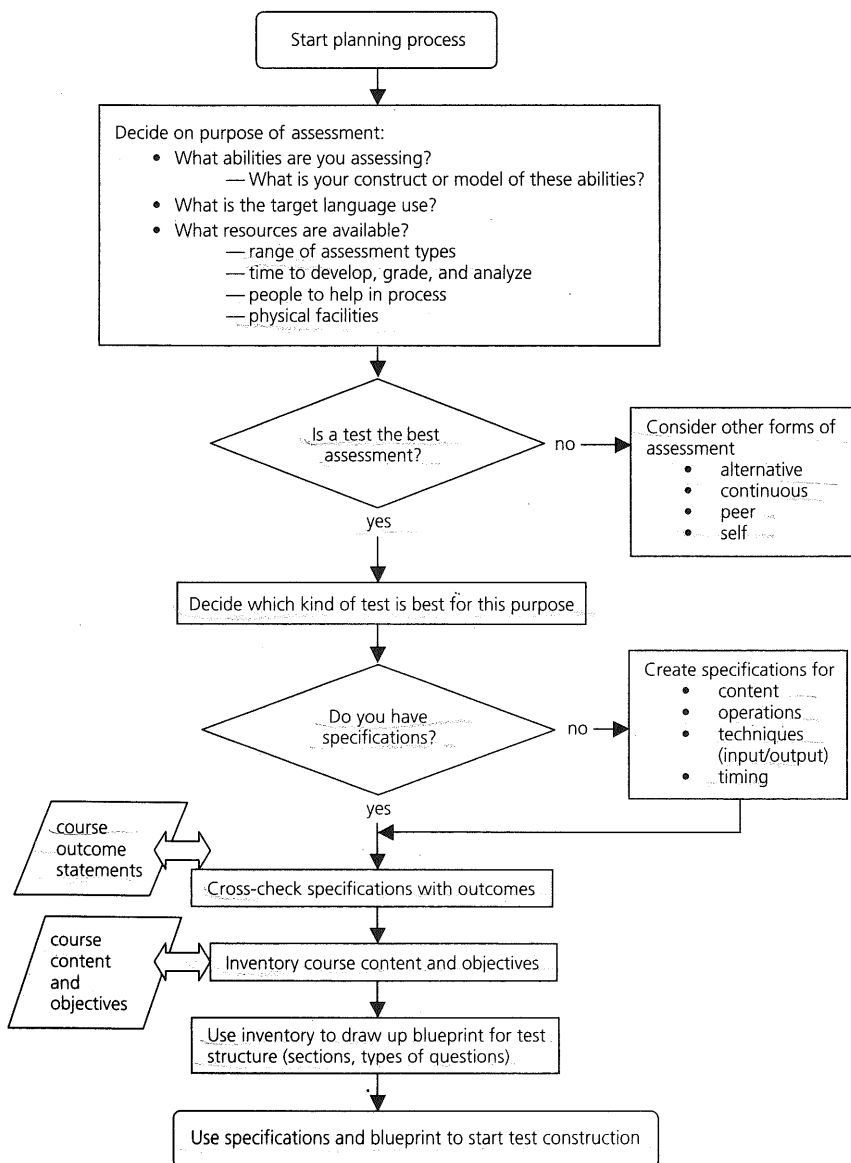 Start planning process
Decide on purpose of assessment:
• What abilities are you assessing?
— What is your construct or model of these abilities?
• What is the target language use?
• What resources are available?
— range of assessment types
— time to develop, grade, and analyze
— people to help in process
— physical facilities
Is a test the best
assessment?
no
Consider other forms of
assessment
• alternative
• continuous
• peer
• self
yes
Decide which kind of test is best for this purpose
Do you have
specifications?
no
Create specifications for
• content
• operations
• techniques
(input/output)
• timing
yes
course
outcome
statements
Cross-check specifications with outcomes
course
content
and
objectives
Inventory course content and objectives
Use inventory to draw up blueprint for test
structure (sections, types of questions)
Use specifications and blueprint to start test construction